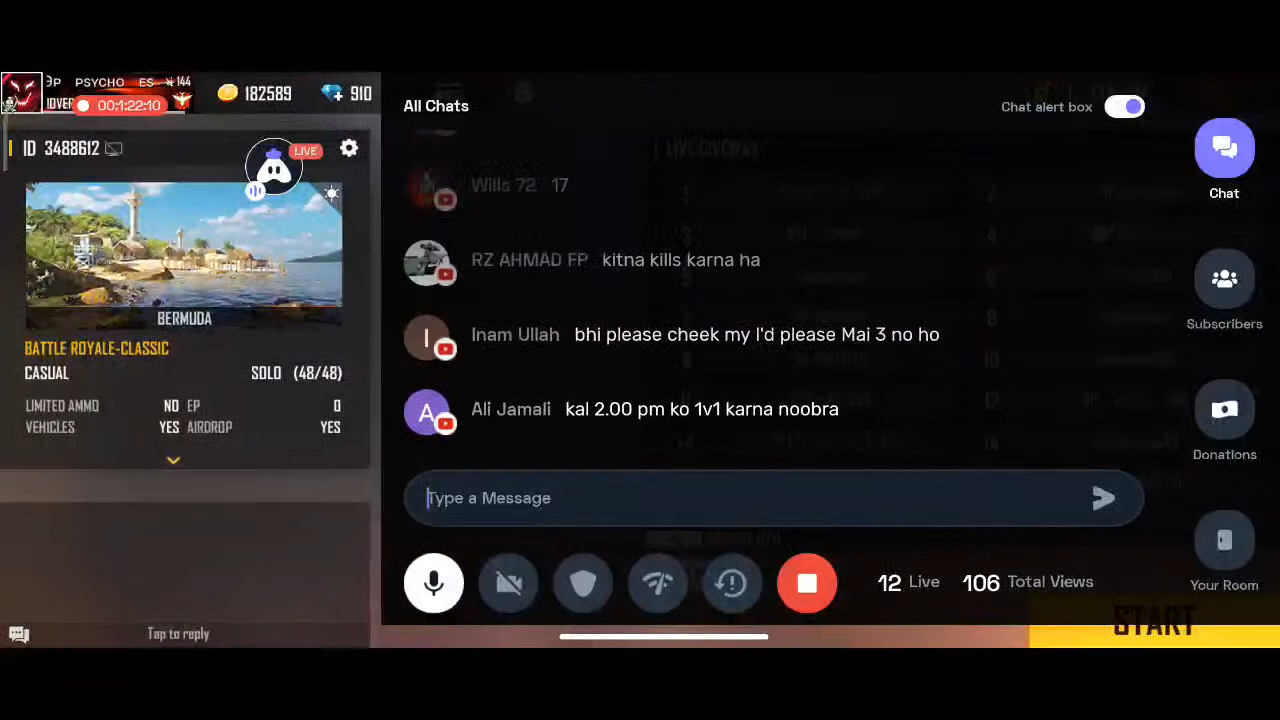 PSYCHO ES 144
00:1:22:10
182589
910
ID 3488612
LIVE
BERMUDA
BATTLE ROYALE-CLASSIC
CASUAL SOLO (48/48)
LIMITED AMMO NO EP 0
VEHICLES YES AIRDROP YES
Tap to reply
All Chats
Chat alert box
Wills 72 17
RZ AHMAD FP kitna kills karna ha
Inam Ullah bhi please cheek my I'd please Mai 3 no ho
Ali Jamali kal 2.00 pm ko 1v1 karna noobra
Type a Message
12 Live 106 Total Views
Chat
Subscribers
Donations
Your Room
START